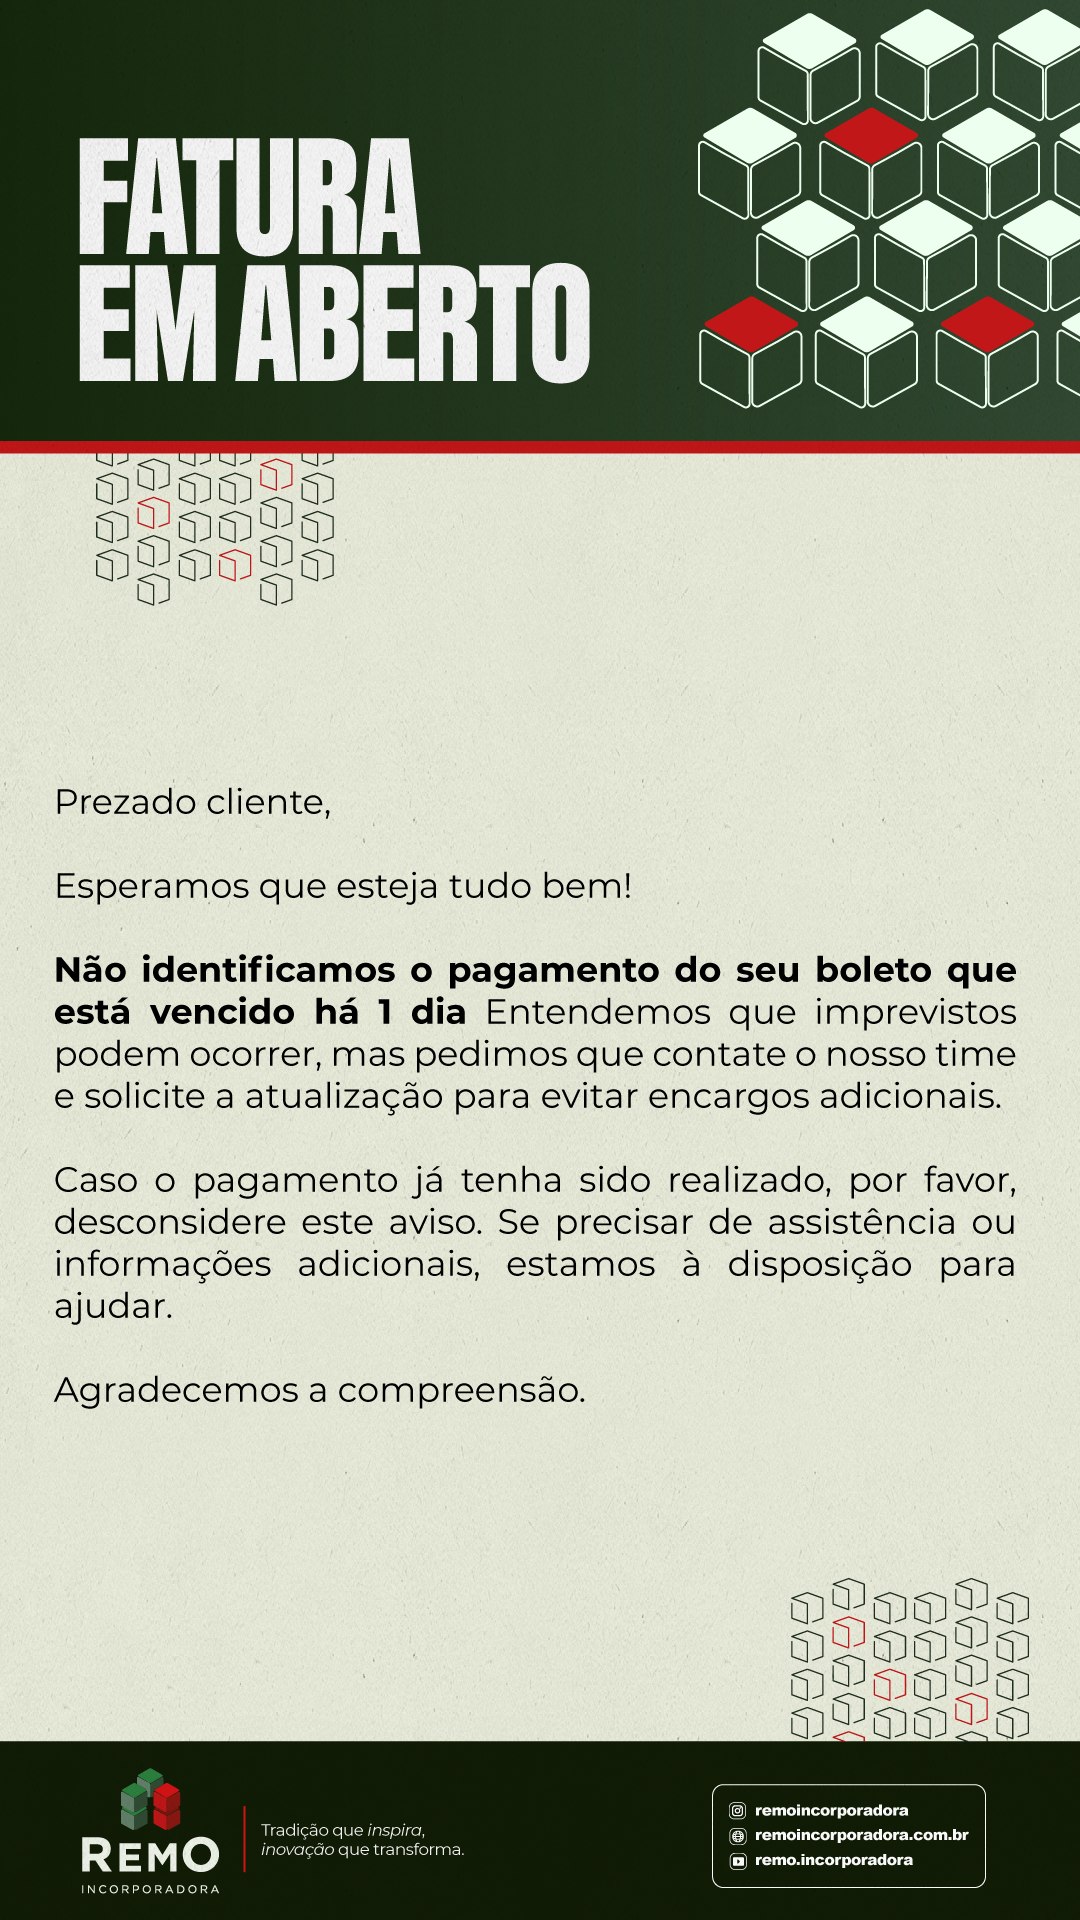 FATURA
EM ABERTO
Prezado cliente,
Esperamos que esteja tudo bem!
Não identificamos o pagamento do seu boleto que
está vencido há 1 dia Entendemos que imprevistos
podem ocorrer, mas pedimos que contate o nosso time
e solicite a atualização para evitar encargos adicionais.
Caso o pagamento já tenha sido realizado, por favor,
desconsidere este aviso. Se precisar de assistência ou
informações adicionais, estamos à disposição para
ajudar.
Agradecemos a compreensão.
REMO
INCORPORADORA
Tradição que inspira,
inovação que transforma.
remoincorporadora
remoincorporadora.com.br
remo.incorporadora